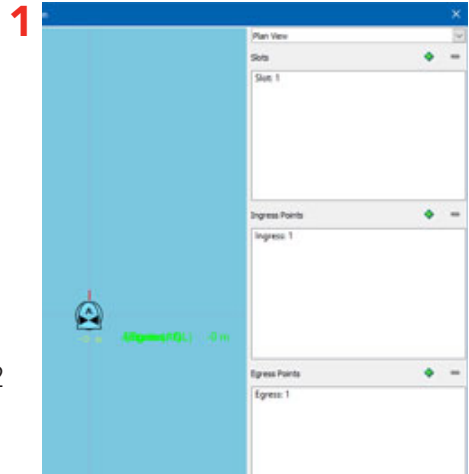 1
Plan View
Slots
Slot: 1
Ingress Points
Ingress: 1
A
2
Egress Points
Egress: 1